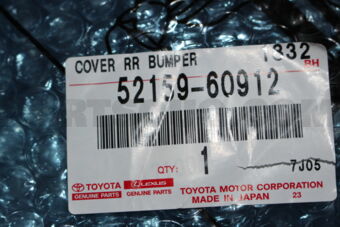 COVER RR BUMPER 1332
RH
52159-60912
QTY: 1
7J05
TOYOTA LEXUS TOYOTA MOTOR CORPORATION
GENUINE PARTS GENUINE PARTS MADE IN JAPAN 23